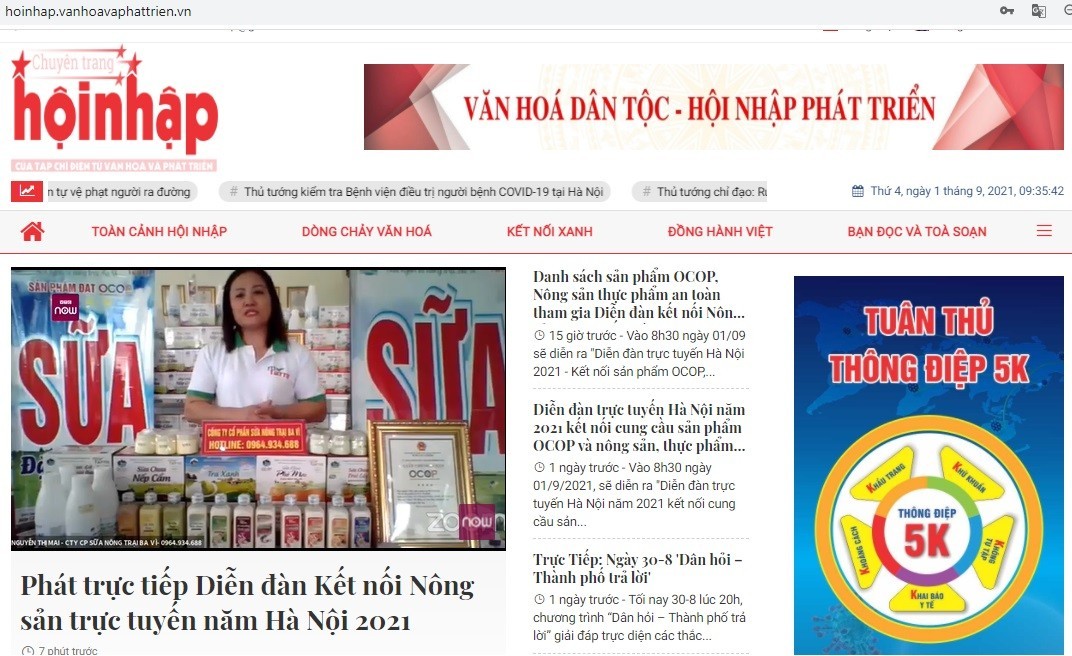 hoinhap.vanhoavaphattrien.vn
Chuyên trang
hộinhập
CỦA TẠP CHÍ ĐIỆN TỬ VĂN HOÁ VÀ PHÁT TRIỂN
VĂN HOÁ DÂN TỘC - HỘI NHẬP PHÁT TRIỂN
n tự vệ phạt người ra đường
# Thủ tướng kiểm tra Bệnh viện điều trị người bệnh COVID-19 tại Hà Nội
# Thủ tướng chỉ đạo: Rú
Thứ 4, ngày 1 tháng 9, 2021, 09:35:42
TOÀN CẢNH HỘI NHẬP
DÒNG CHẢY VĂN HOÁ
KẾT NỐI XANH
ĐỒNG HÀNH VIỆT
BẠN ĐỌC VÀ TOÀ SOẠN
SẢN PHẨM ĐẠT OCOP
now
SỮA
SỮA
CÔNG TY CỔ PHẦN SỮA NÔNG TRẠI BA VÌ
HOTLINE: 0964.934.688
Sữa Chua
Nếp Cẩm
Trà Xanh
Phô Mai
OCOP
now
NGUYỄN THỊ MAI - CTY CP SỮA NÔNG TRẠI BA VÌ- 0964.934.688
Phát trực tiếp Diễn đàn Kết nối Nông
sản trực tuyến năm Hà Nội 2021
7 phút trước
Danh sách sản phẩm OCOP,
Nông sản thực phẩm an toàn
tham gia Diễn đàn kết nối Nôn...
15 giờ trước - Vào 8h30 ngày 01/09
sẽ diễn ra "Diễn đàn trực tuyến Hà Nội
2021 - Kết nối sản phẩm OCOP,...
Diễn đàn trực tuyến Hà Nội năm
2021 kết nối cung cầu sản phẩm
OCOP và nông sản, thực phẩm...
1 ngày trước - Vào 8h30 ngày
01/9/2021, sẽ diễn ra "Diễn đàn trực
tuyến Hà Nội năm 2021 kết nối cung
cầu sản...
Trực Tiếp: Ngày 30-8 'Dân hỏi –
Thành phố trả lời'
1 ngày trước - Tối nay 30-8 lúc 20h,
chương trình “Dân hỏi – Thành phố trả
lời” giải đáp trực diện các thắc...
TUÂN THỦ
THÔNG ĐIỆP 5K
KHẨU TRANG
KHỬ KHUẨN
KHOẢNG CÁCH
THÔNG ĐIỆP
5K
KHÔNG TỤ TẬP
KHAI BÁO
Y TẾ